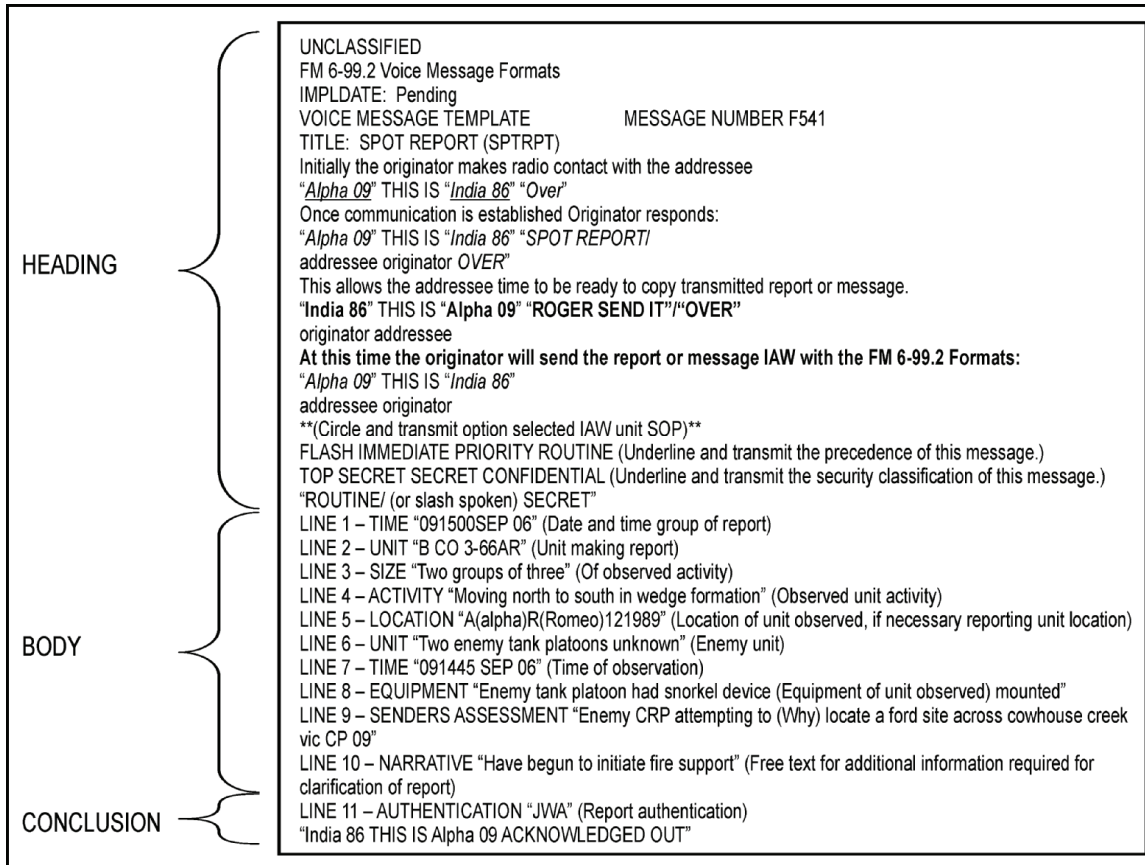 HEADING
BODY
CONCLUSION
UNCLASSIFIED
FM 6-99.2 Voice Message Formats
IMPLDATE: Pending
VOICE MESSAGE TEMPLATE MESSAGE NUMBER F541
TITLE: SPOT REPORT (SPTRPT)
Initially the originator makes radio contact with the addressee
“Alpha 09” THIS IS “India 86” “Over”
Once communication is established Originator responds:
“Alpha 09” THIS IS “India 86” “SPOT REPORT/
addressee originator OVER”
This allows the addressee time to be ready to copy transmitted report or message.
“India 86” THIS IS “Alpha 09” “ROGER SEND IT”/“OVER”
originator addressee
At this time the originator will send the report or message IAW with the FM 6-99.2 Formats:
“Alpha 09” THIS IS “India 86”
addressee originator
**(Circle and transmit option selected IAW unit SOP)**
FLASH IMMEDIATE PRIORITY ROUTINE (Underline and transmit the precedence of this message.)
TOP SECRET SECRET CONFIDENTIAL (Underline and transmit the security classification of this message.)
“ROUTINE/ (or slash spoken) SECRET”
LINE 1 – TIME “091500SEP 06” (Date and time group of report)
LINE 2 – UNIT “B CO 3-66AR” (Unit making report)
LINE 3 – SIZE “Two groups of three” (Of observed activity)
LINE 4 – ACTIVITY “Moving north to south in wedge formation” (Observed unit activity)
LINE 5 – LOCATION “A(alpha)R(Romeo)121989” (Location of unit observed, if necessary reporting unit location)
LINE 6 – UNIT “Two enemy tank platoons unknown” (Enemy unit)
LINE 7 – TIME “091445 SEP 06” (Time of observation)
LINE 8 – EQUIPMENT “Enemy tank platoon had snorkel device (Equipment of unit observed) mounted”
LINE 9 – SENDERS ASSESSMENT “Enemy CRP attempting to (Why) locate a ford site across cowhouse creek
vic CP 09”
LINE 10 – NARRATIVE “Have begun to initiate fire support” (Free text for additional information required for
clarification of report)
LINE 11 – AUTHENTICATION “JWA” (Report authentication)
“India 86 THIS IS Alpha 09 ACKNOWLEDGED OUT”